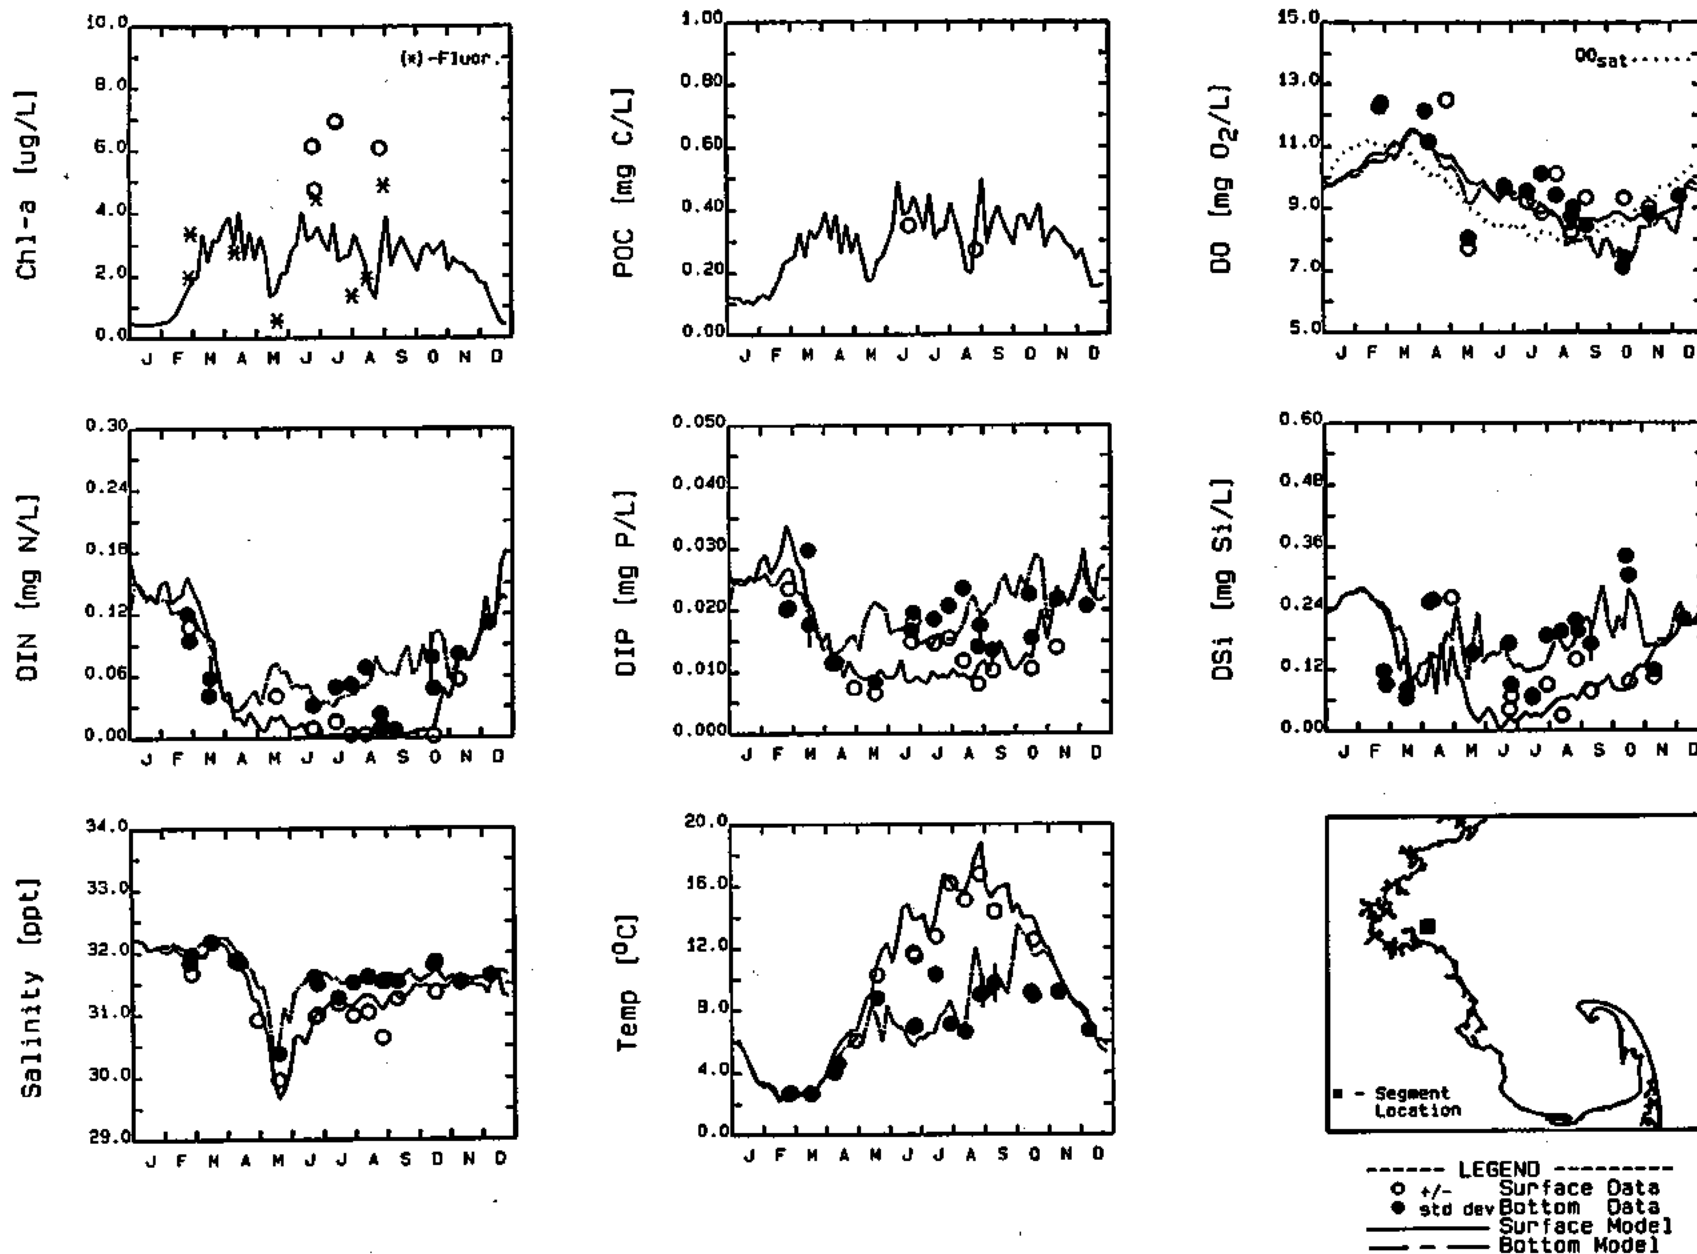 Chl-a [ug/L]
10.0
8.0
6.0
4.0
2.0
0.0
(*)-Fluor.
J F M A M J J A S O N D
POC [mg C/L]
1.00
0.80
0.60
0.40
0.20
0.00
J F M A M J J A S O N D
DO [mg O2/L]
15.0
13.0
11.0
9.0
7.0
5.0
DOsat
J F M A M J J A S O N D
DIN [mg N/L]
0.30
0.24
0.18
0.12
0.06
0.00
J F M A M J J A S O N D
DIP [mg P/L]
0.050
0.040
0.030
0.020
0.010
0.000
J F M A M J J A S O N D
DSi [mg Si/L]
0.60
0.48
0.36
0.24
0.12
0.00
J F M A M J J A S O N D
Salinity [ppt]
34.0
33.0
32.0
31.0
30.0
29.0
J F M A M J J A S O N D
Temp [°C]
20.0
16.0
12.0
8.0
4.0
0.0
J F M A M J J A S O N D
■ - Segment
Location
------- LEGEND -----------
+/- Surface Data
std dev Bottom Data
Surface Model
Bottom Model